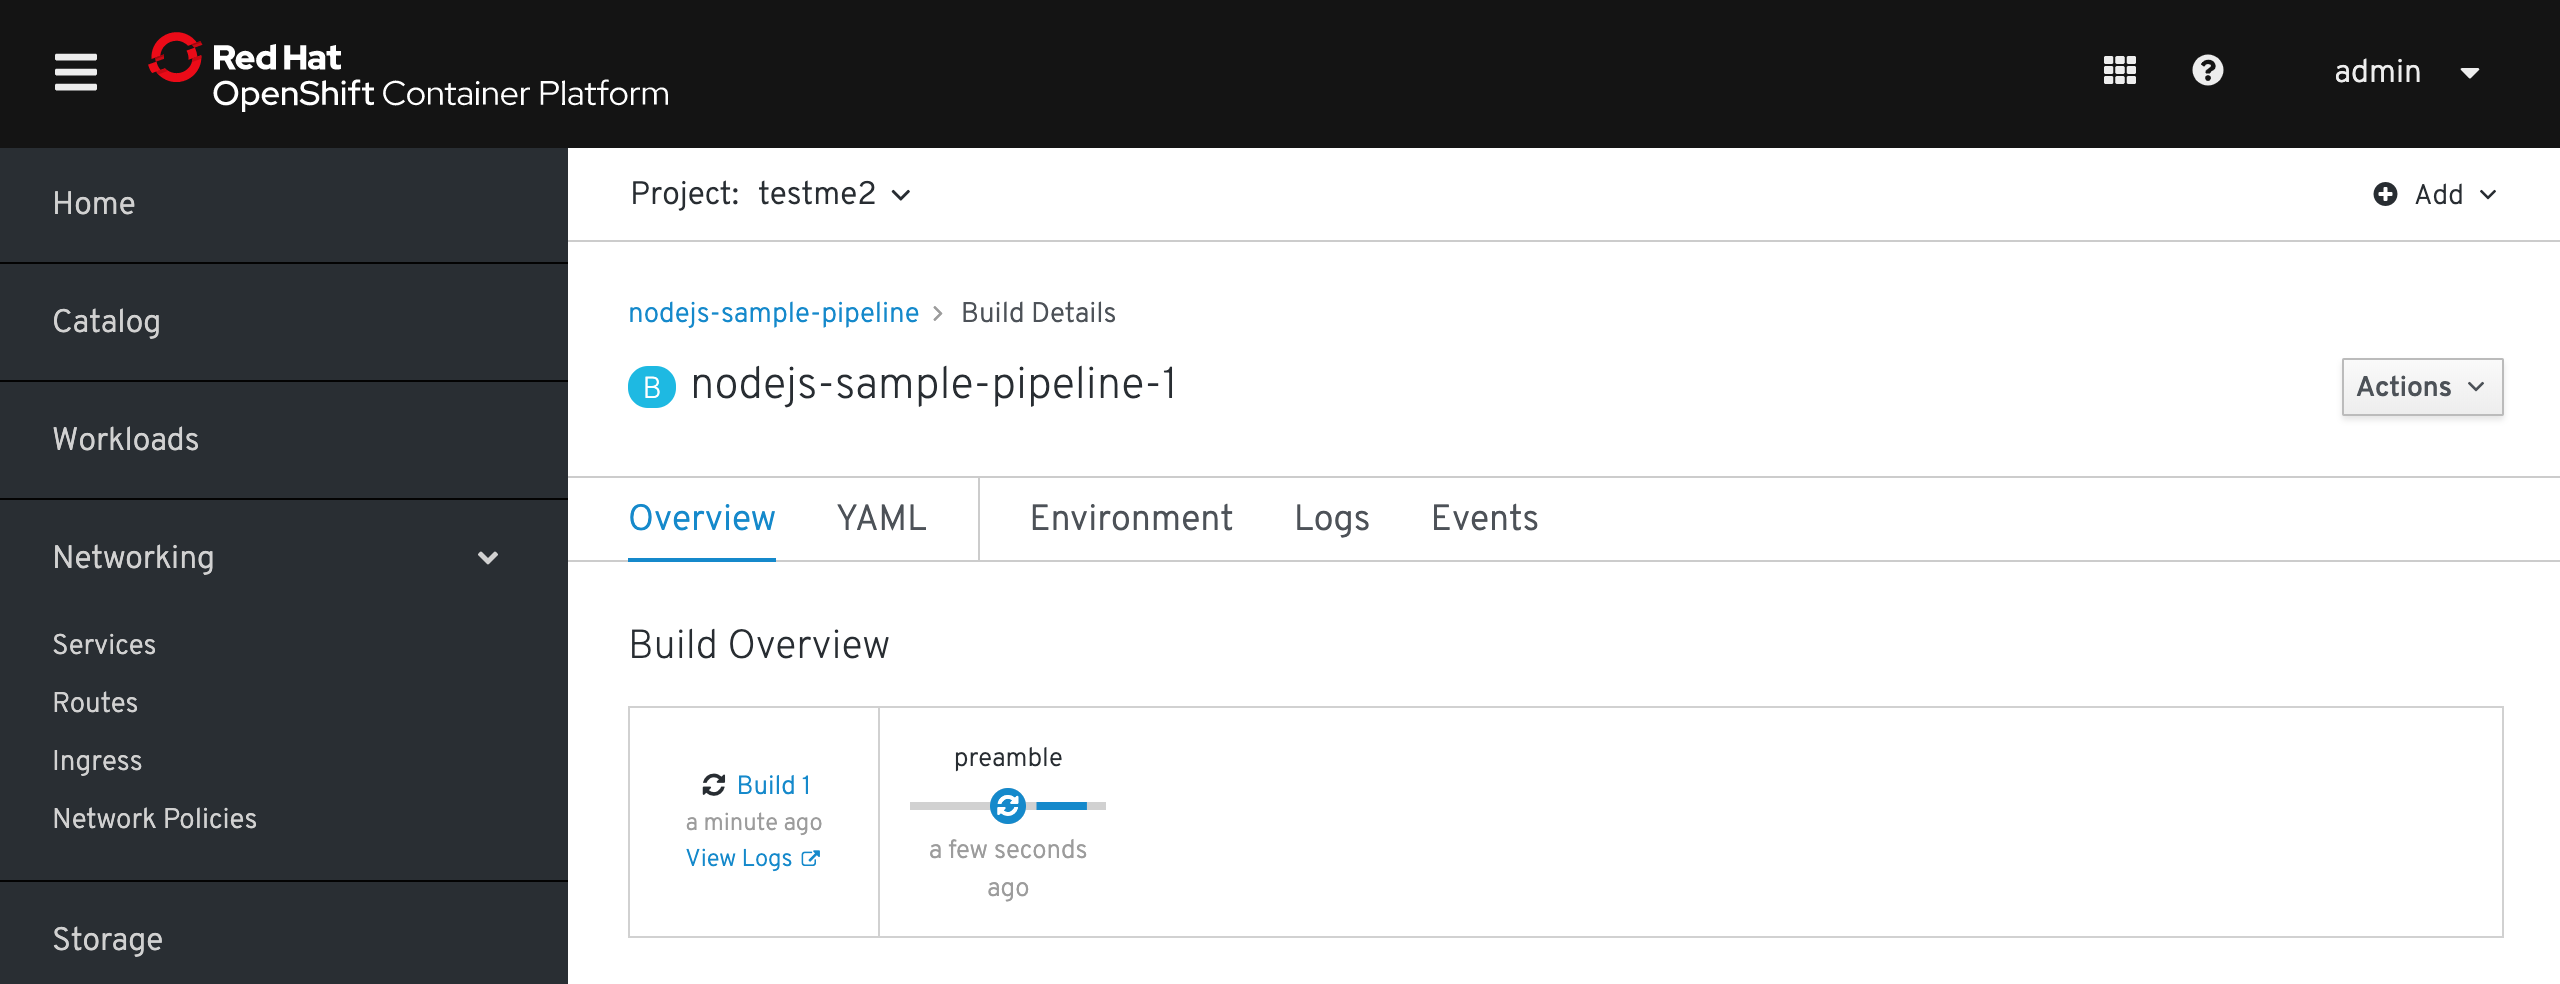 Red Hat
OpenShift Container Platform
admin
Home
Catalog
Workloads
Networking
Services
Routes
Ingress
Network Policies
Storage
Project: testme2
Add
nodejs-sample-pipeline > Build Details
B nodejs-sample-pipeline-1
Actions
Overview YAML Environment Logs Events
Build Overview
Build 1
a minute ago
View Logs
preamble
a few seconds
ago